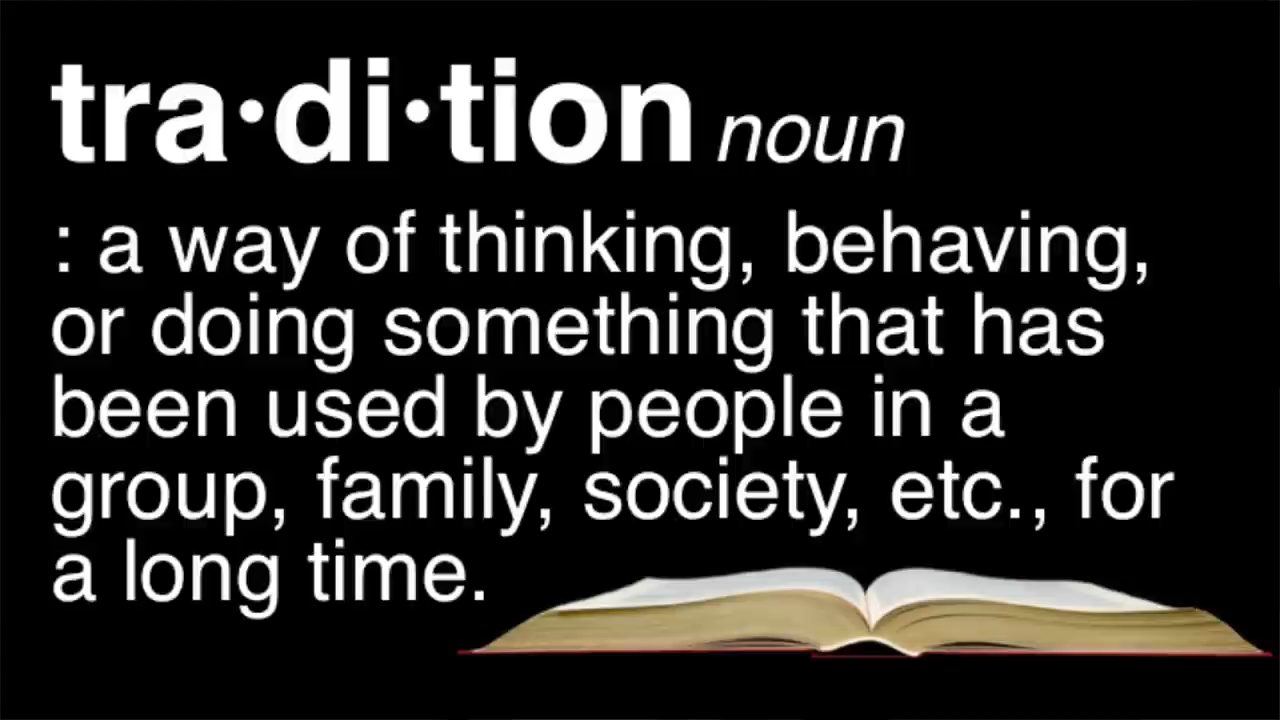 tra·di·tion noun
: a way of thinking, behaving,
or doing something that has
been used by people in a
group, family, society, etc., for
a long time.